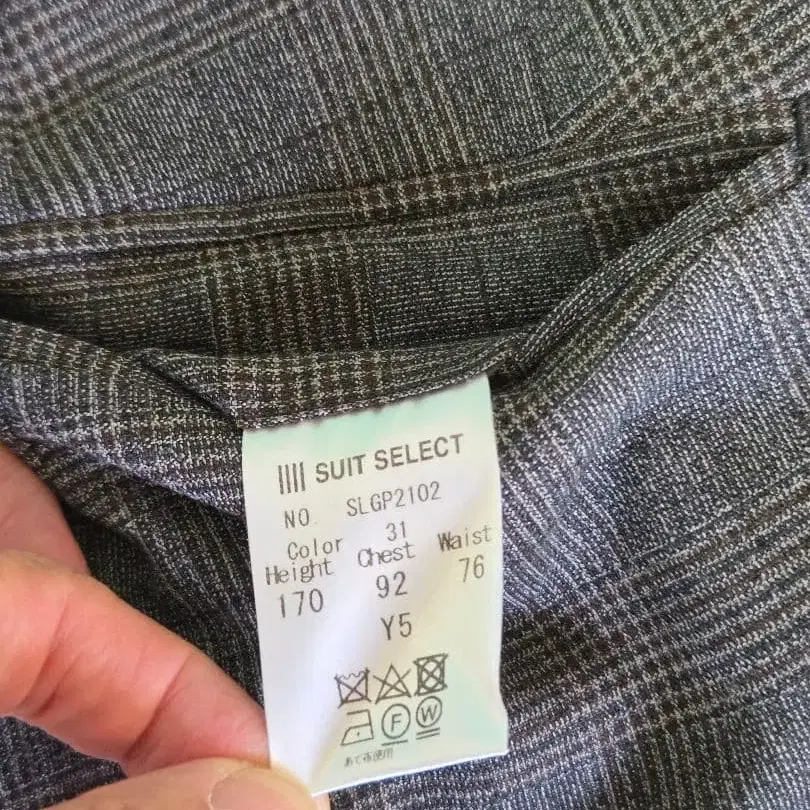 SUIT SELECT
NO. SLGP2102
Color 31
Height Chest Waist
170 92 76
Y5
F W
あて布使用